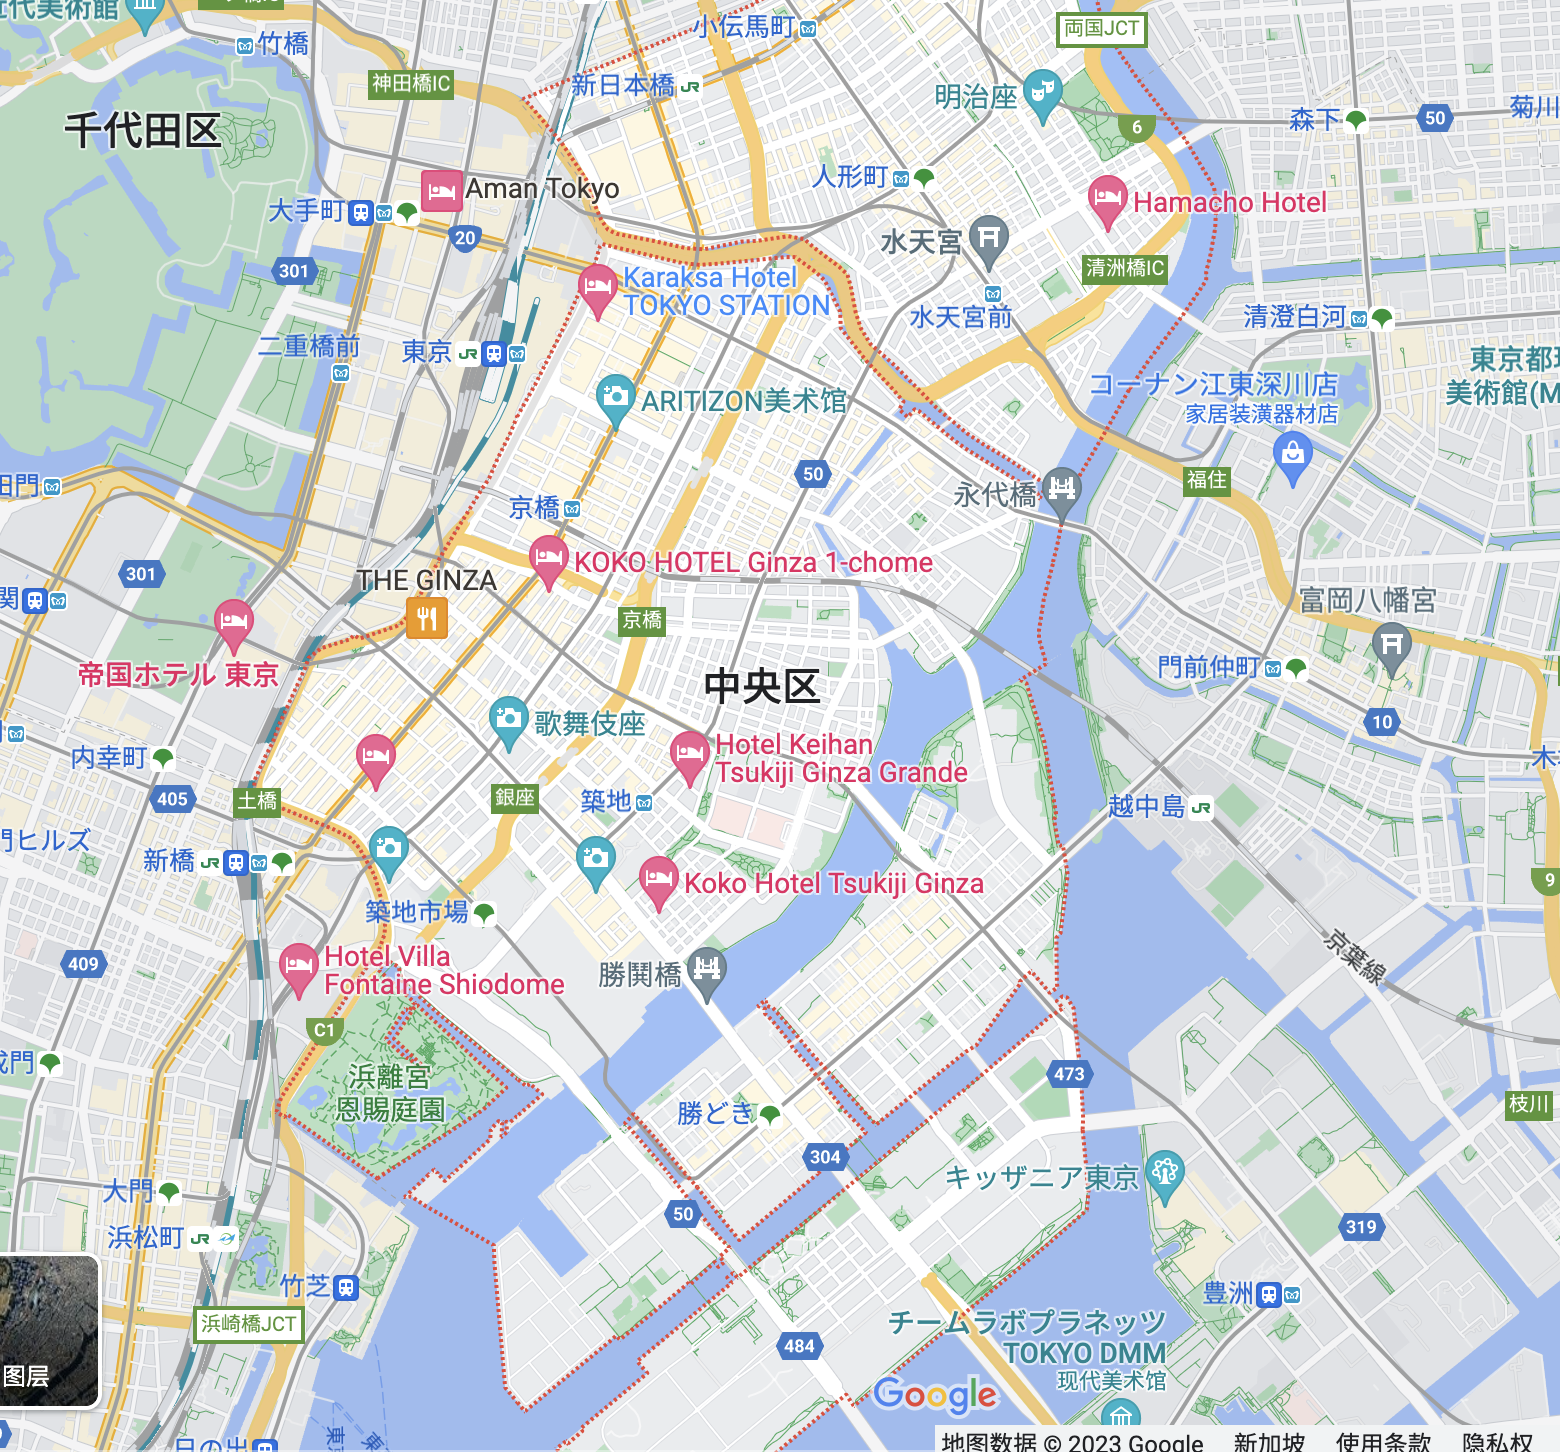 近代美術館
竹橋
神田橋IC
小伝馬町
両国JCT
新日本橋
明治座
千代田区
Aman Tokyo
大手町
20
301
人形町
6
森下
50
菊川
Hamacho Hotel
水天宮
清洲橋IC
Karaksa Hotel
TOKYO STATION
水天宮前
清澄白河
二重橋前
東京
JR
ARITIZON美术馆
コーナン江東深川店
家居装潢器材店
東京都現
美術館(M
田門
京橋
50
永代橋
福住
301
THE GINZA
KOKO HOTEL Ginza 1-chome
京橋
関
帝国ホテル 東京
中央区
富岡八幡宮
門前仲町
10
歌舞伎座
Hotel Keihan
Tsukiji Ginza Grande
内幸町
405
土橋
銀座
築地
越中島
JR
木
門ヒルズ
新橋
JR
築地市場
Koko Hotel Tsukiji Ginza
9
409
Hotel Villa
Fontaine Shiodome
勝鬨橋
京葉線
C1
浜離宮
恩賜庭園
成門
473
枝川
勝どき
304
キッザニア東京
大門
浜松町
JR
50
319
竹芝
豊洲
浜崎橋JCT
チームラボプラネッツ
TOKYO DMM
现代美术馆
484
图层
Google
日の出
地图数据 © 2023 Google
新加坡
使用条款
隐私权